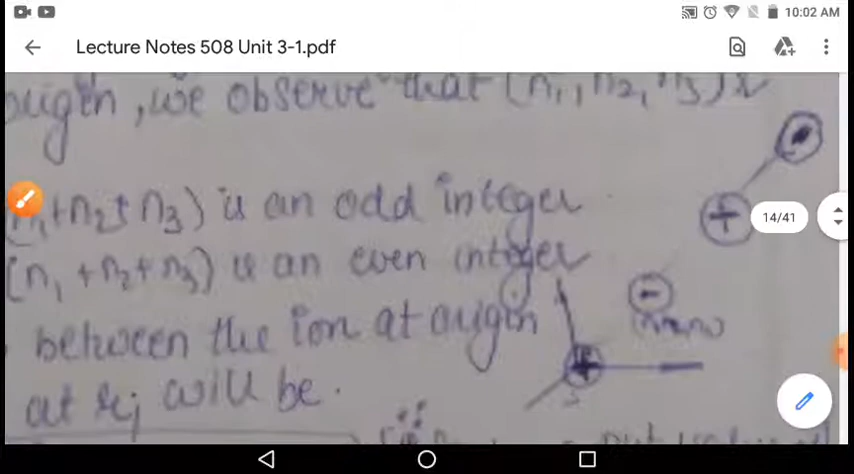 10:02 AM
Lecture Notes 508 Unit 3-1.pdf
origin, we observe that (n1, n2, n3) is
n1+n2+n3) is an odd integer
+
14/41
(n1+n2+n3) is an even integer
-
between the ion at origin
+
at rj will be.